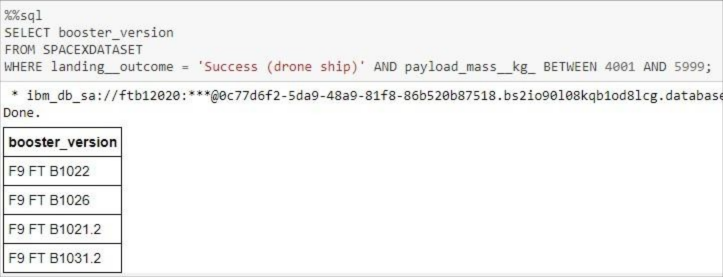 %%sql
SELECT booster_version
FROM SPACEXDATASET
WHERE landing__outcome = 'Success (drone ship)' AND payload_mass__kg_ BETWEEN 4001 AND 5999;
* ibm_db_sa://ftb12020:***@0c77d6f2-5da9-48a9-81f8-86b520b87518.bs2io90l08kqb1od8lcg.database
Done.
booster_version
F9 FT B1022
F9 FT B1026
F9 FT B1021.2
F9 FT B1031.2